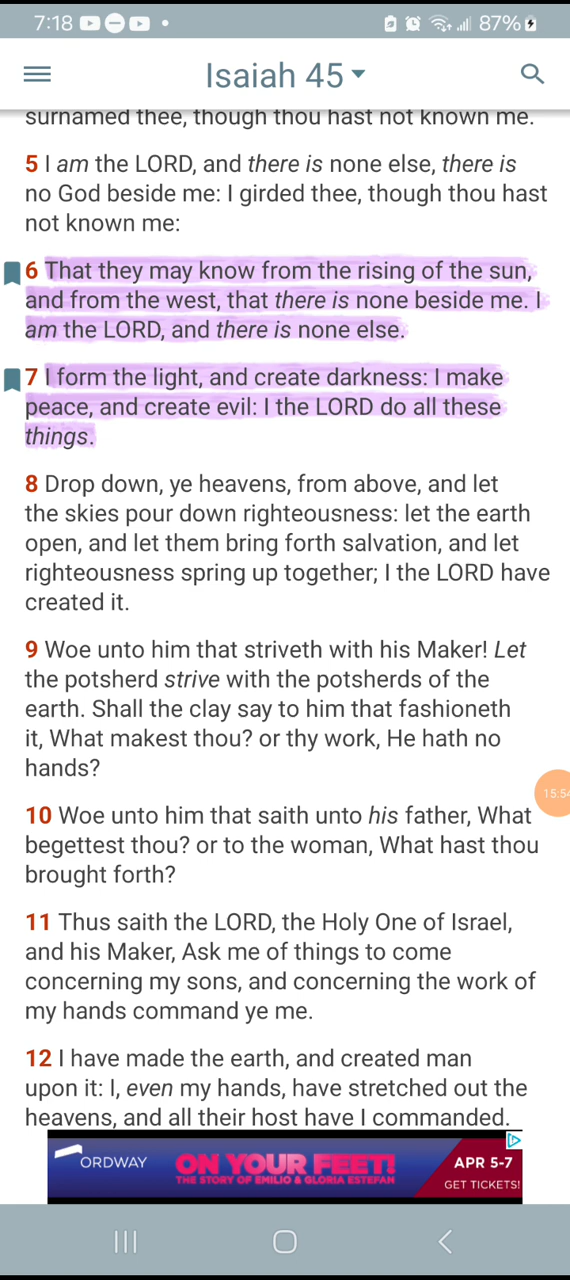 7:18
87%
Isaiah 45
surnamed thee, though thou hast not known me.
5 I am the LORD, and there is none else, there is
no God beside me: I girded thee, though thou hast
not known me:
6 That they may know from the rising of the sun,
and from the west, that there is none beside me. I
am the LORD, and there is none else.
7 I form the light, and create darkness: I make
peace, and create evil: I the LORD do all these
things.
8 Drop down, ye heavens, from above, and let
the skies pour down righteousness: let the earth
open, and let them bring forth salvation, and let
righteousness spring up together; I the LORD have
created it.
9 Woe unto him that striveth with his Maker! Let
the potsherd strive with the potsherds of the
earth. Shall the clay say to him that fashioneth
it, What makest thou? or thy work, He hath no
hands?
15:54
10 Woe unto him that saith unto his father, What
begettest thou? or to the woman, What hast thou
brought forth?
11 Thus saith the LORD, the Holy One of Israel,
and his Maker, Ask me of things to come
concerning my sons, and concerning the work of
my hands command ye me.
12 I have made the earth, and created man
upon it: I, even my hands, have stretched out the
heavens, and all their host have I commanded.
ORDWAY
ON YOUR FEET!
THE STORY OF EMILIO & GLORIA ESTEFAN
APR 5-7
GET TICKETS!